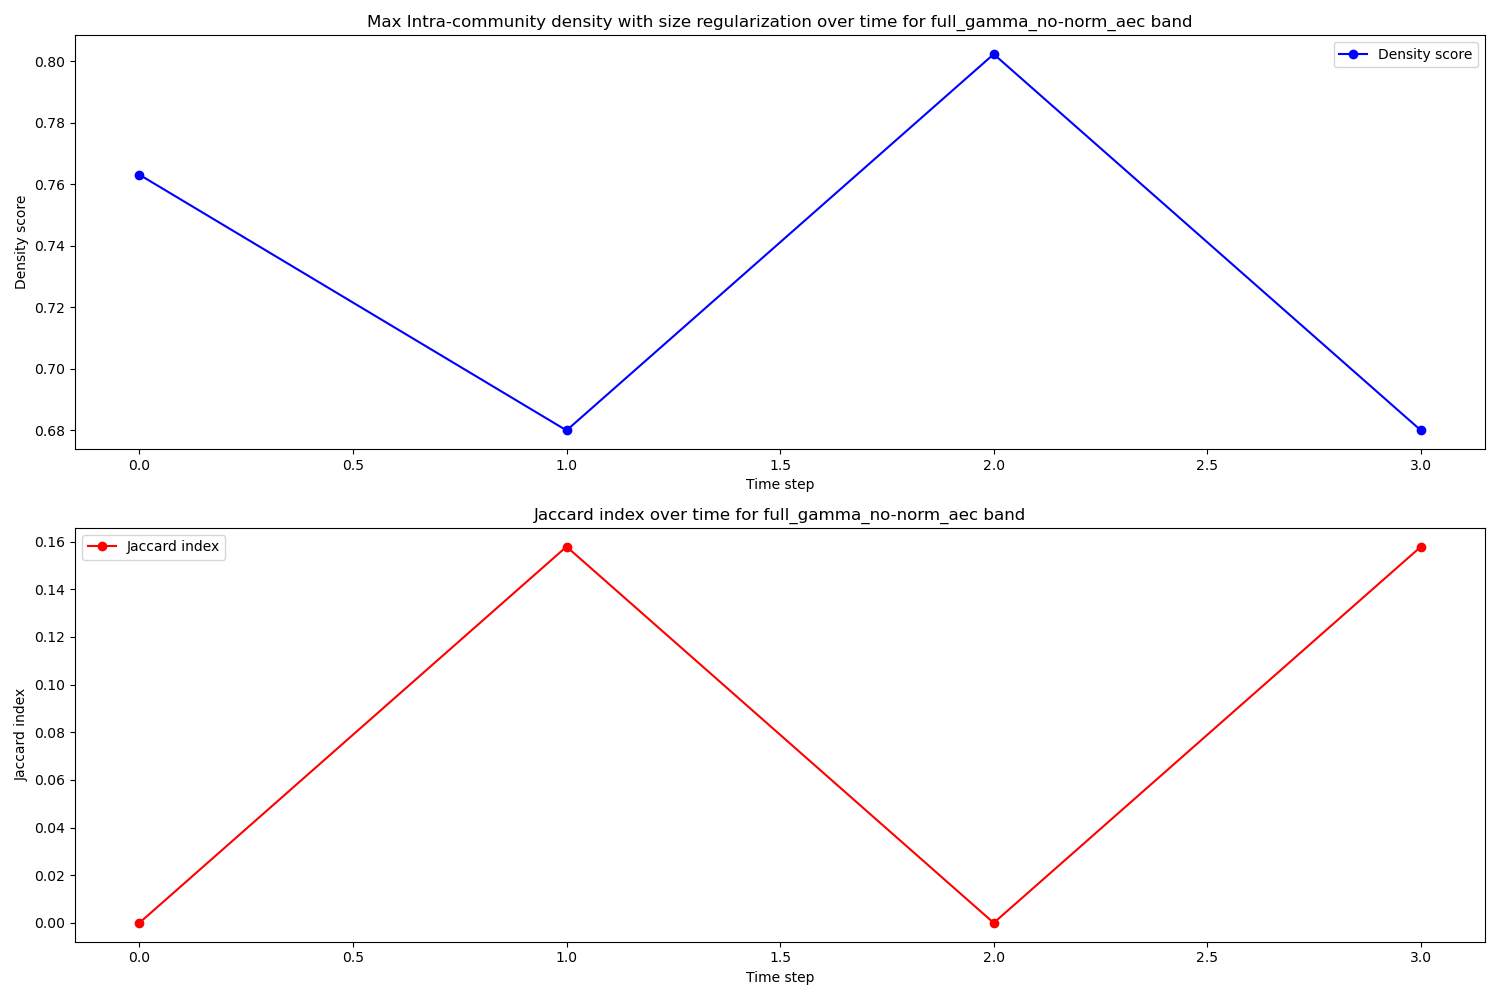 Max Intra-community density with size regularization over time for full_gamma_no-norm_aec band
Density score
0.80
0.78
0.76
0.74
0.72
0.70
0.68
Density score
0.0 0.5 1.0 1.5 2.0 2.5 3.0
Time step
Jaccard index over time for full_gamma_no-norm_aec band
Jaccard index
0.16
0.14
0.12
0.10
0.08
0.06
0.04
0.02
0.00
Jaccard index
0.0 0.5 1.0 1.5 2.0 2.5 3.0
Time step